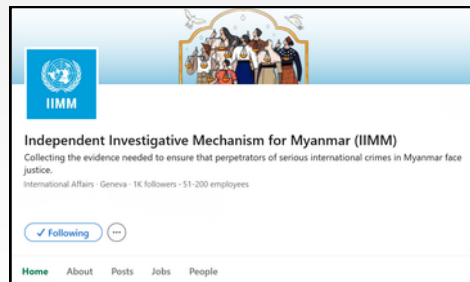 IIMM
Independent Investigative Mechanism for Myanmar (IIMM)
Collecting the evidence needed to ensure that perpetrators of serious international crimes in Myanmar face
justice.
International Affairs · Geneva · 1K followers · 51-200 employees
✓ Following
Home About Posts Jobs People